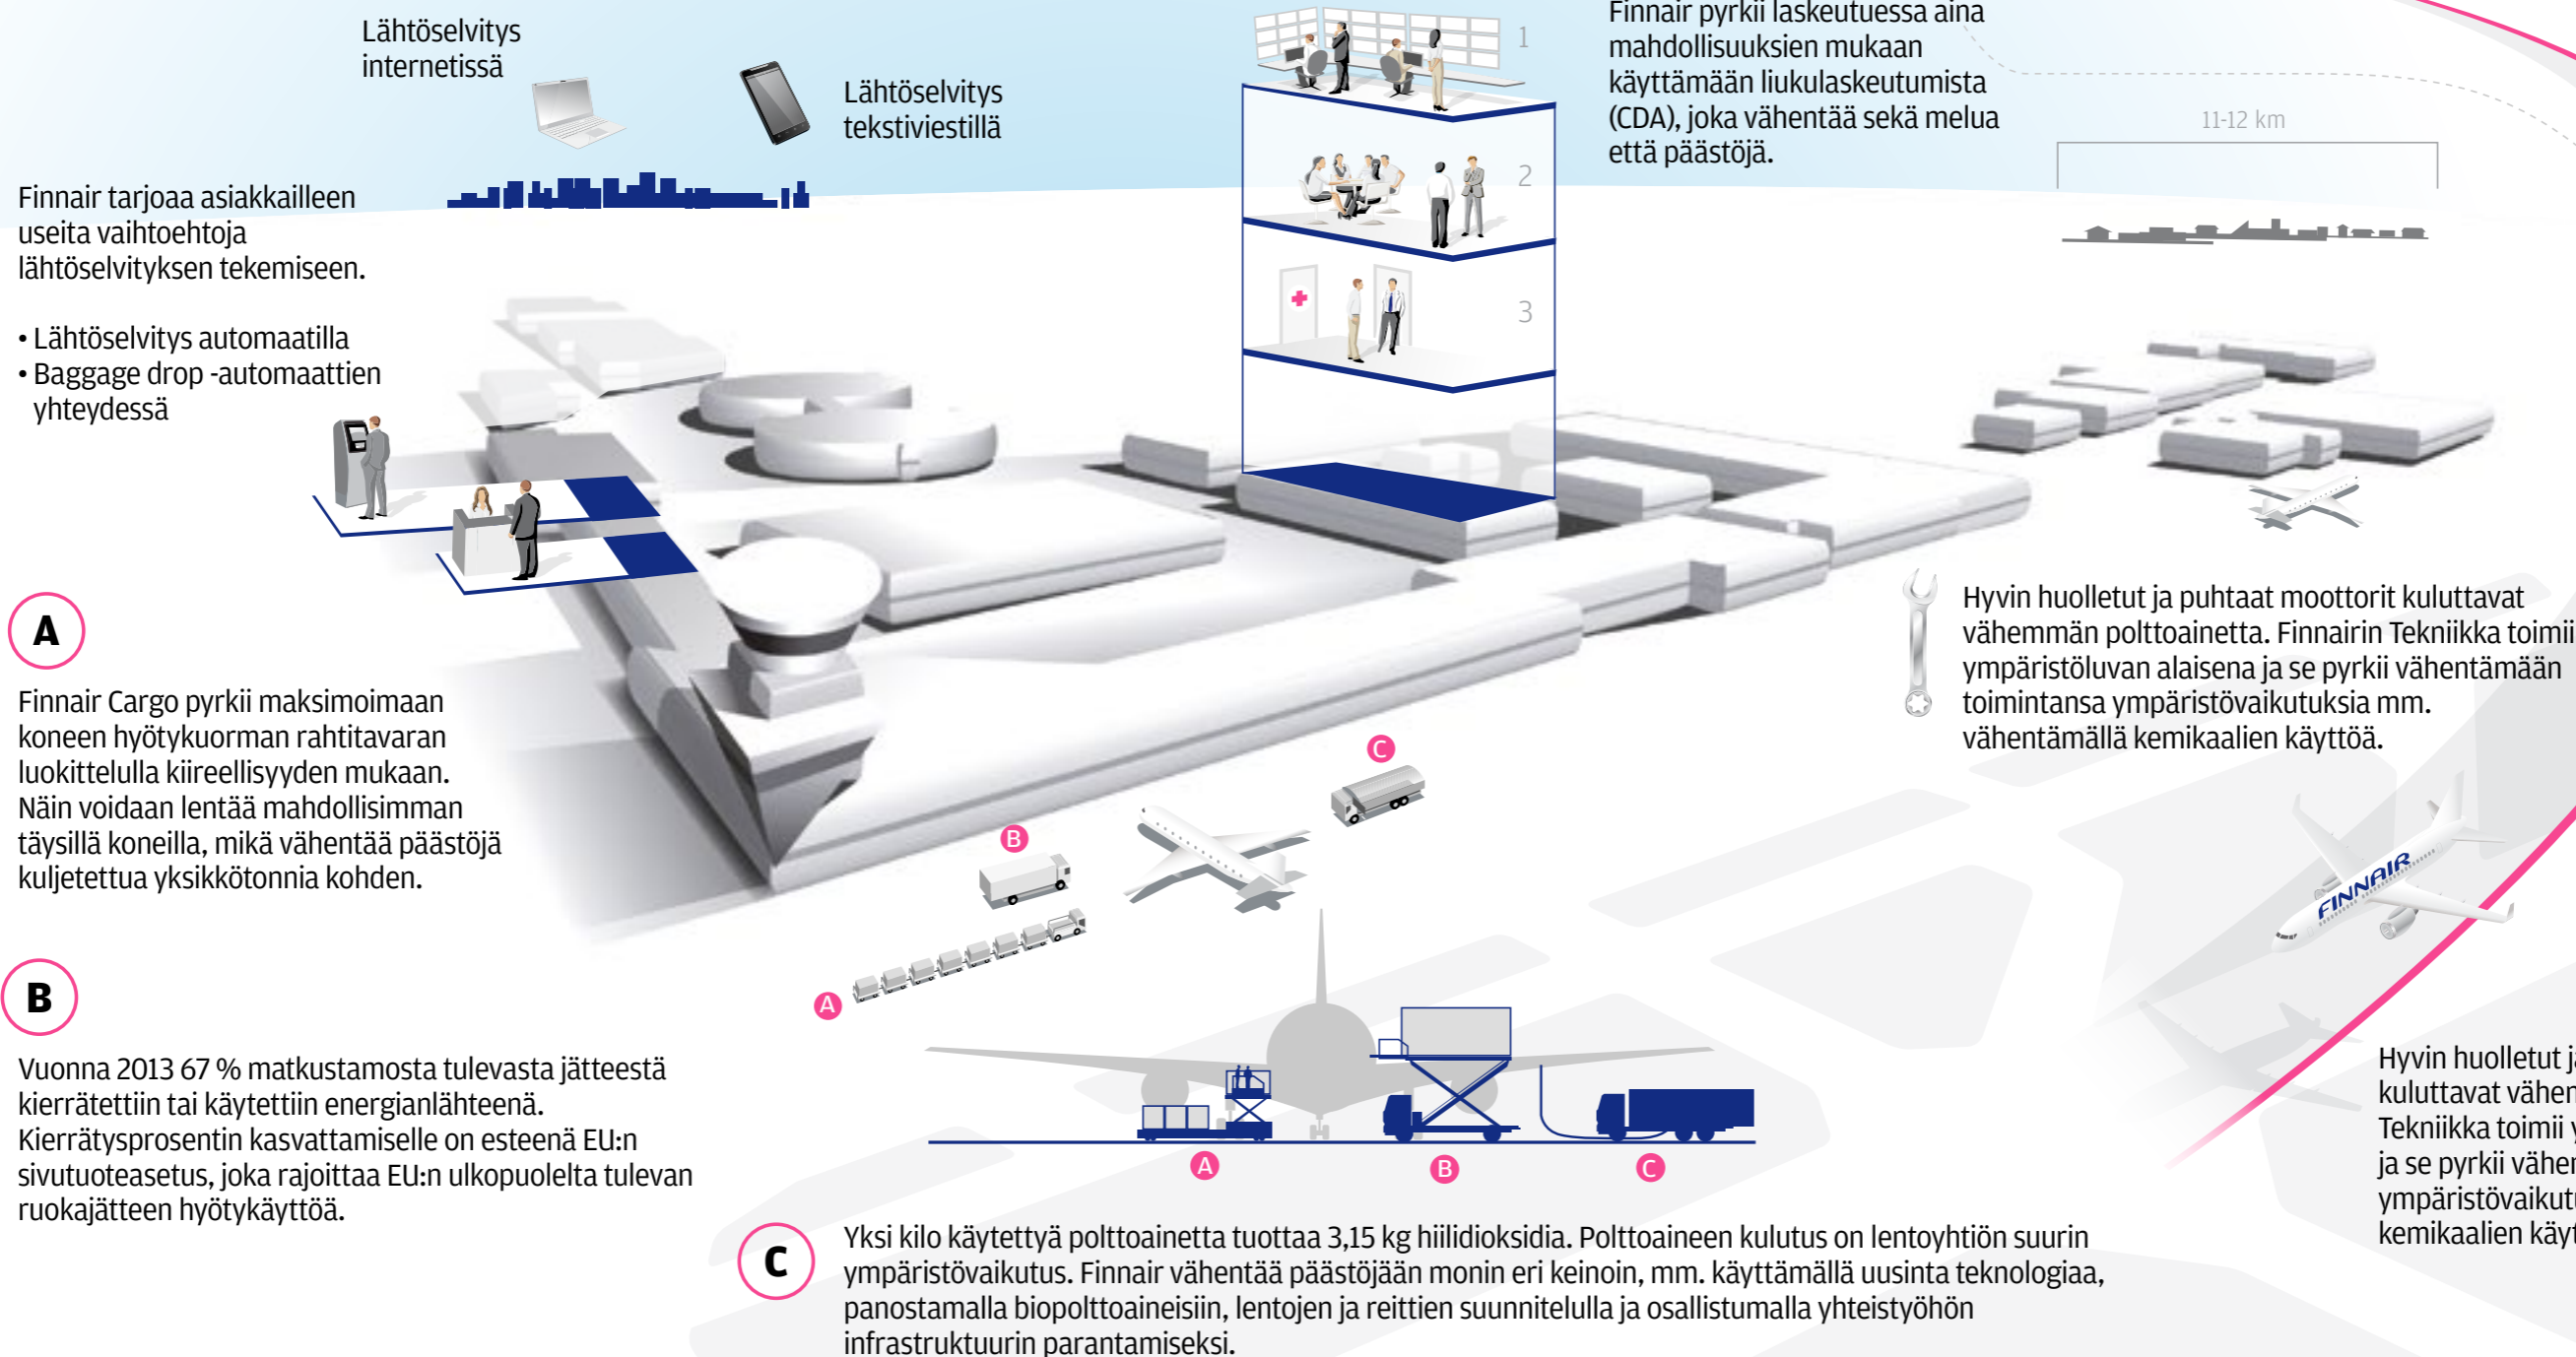 Lähtöselvitys
internetissä
Lähtöselvitys
tekstiviestillä
Finnair tarjoaa asiakkailleen
useita vaihtoehtoja
lähtöselvityksen tekemiseen.
• Lähtöselvitys automaatilla
• Baggage drop -automaattien
yhteydessä
1
2
3
Finnair pyrkii laskeutuessa aina
mahdollisuuksien mukaan
käyttämään liukulaskeutumista
(CDA), joka vähentää sekä melua
että päästöjä.
11-12 km
Hyvin huolletut ja puhtaat moottorit kuluttavat
vähemmän polttoainetta. Finnairin Tekniikka toimii
ympäristöluvan alaisena ja se pyrkii vähentämään
toimintansa ympäristövaikutuksia mm.
vähentämällä kemikaalien käyttöä.
A
Finnair Cargo pyrkii maksimoimaan
koneen hyötykuorman rahtitavaran
luokittelulla kiireellisyyden mukaan.
Näin voidaan lentää mahdollisimman
täysillä koneilla, mikä vähentää päästöjä
kuljetettua yksikkötonnia kohden.
C
B
A
FINNAIR
B
Vuonna 2013 67 % matkustamosta tulevasta jätteestä
kierrätettiin tai käytettiin energianlähteenä.
Kierrätysprosentin kasvattamiselle on esteenä EU:n
sivutuoteasetus, joka rajoittaa EU:n ulkopuolelta tulevan
ruokajätteen hyötykäyttöä.
A
B
C
Hyvin huolletut
kuluttavat
Tekniikka toimii
ja se pyrkii
kemikaalien
C
Yksi kilo käytettyä polttoainetta tuottaa 3,15 kg hiilidioksidia. Polttoaineen kulutus on lentoyhtiön suurin
ympäristövaikutus. Finnair vähentää päästöjään monin eri keinoin, mm. käyttämällä uusinta teknologiaa,
panostamalla biopolttoaineisiin, lentojen ja reittien suunnitelulla ja osallistumalla yhteistyöhön
infrastruktuurin parantamiseksi.